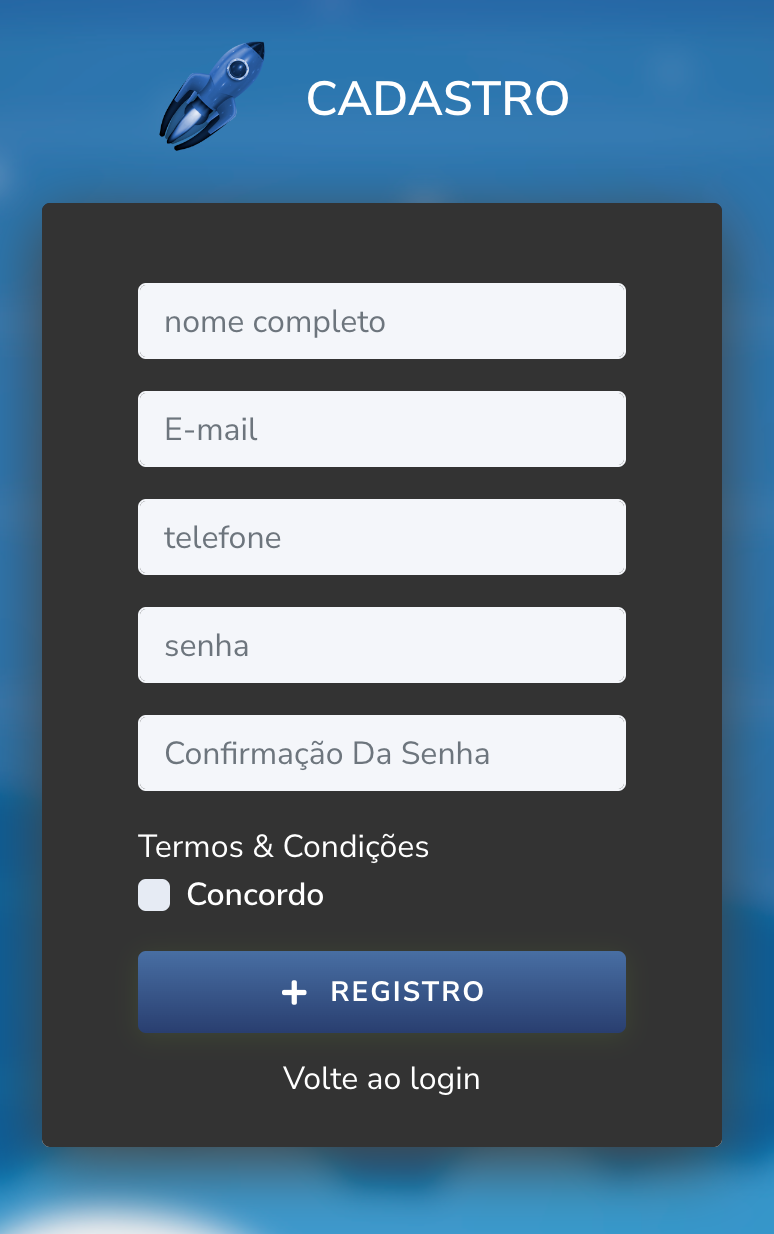 CADASTRO
nome completo
E-mail
telefone
senha
Confirmação Da Senha
Termos & Condições
Concordo
+ REGISTRO
Volte ao login